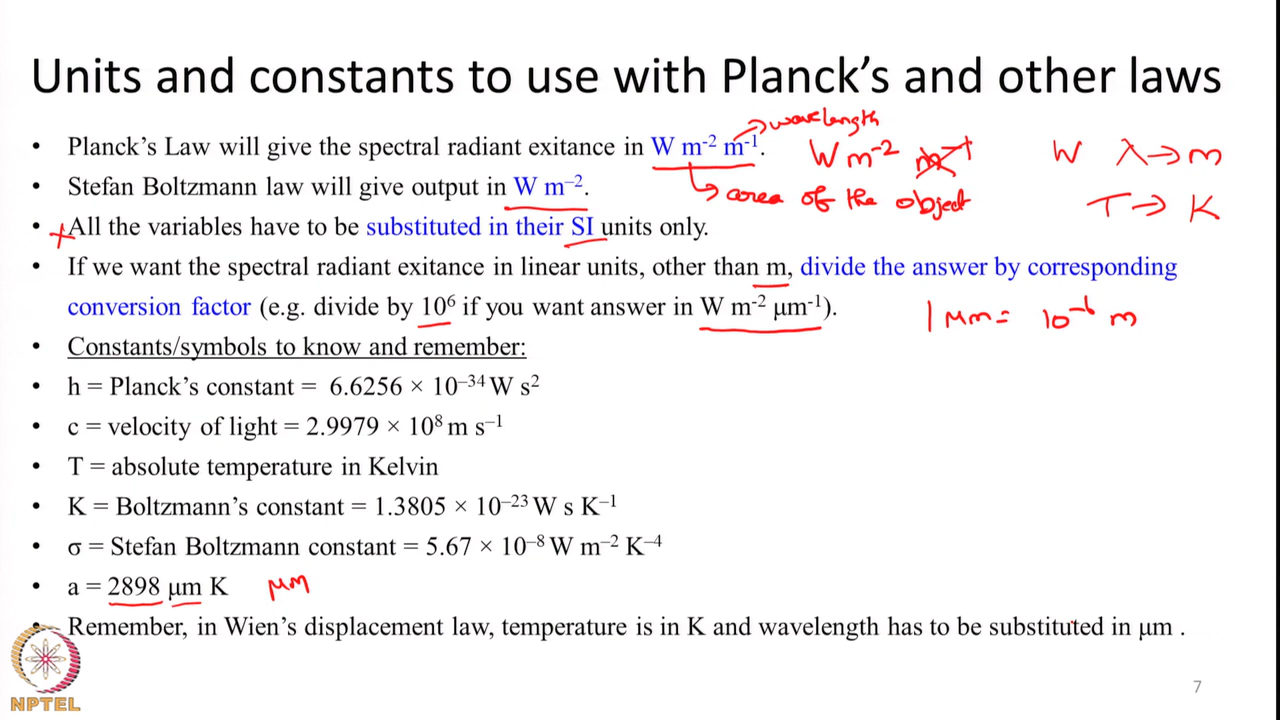 Units and constants to use with Planck's and other laws
wavelength
• Planck's Law will give the spectral radiant exitance in W m⁻² m⁻¹. W m⁻² m⁻¹ W λ → m
• Stefan Boltzmann law will give output in W m⁻². area of the object T → K
• All the variables have to be substituted in their SI units only.
• If we want the spectral radiant exitance in linear units, other than m, divide the answer by corresponding
conversion factor (e.g. divide by 10⁶ if you want answer in W m⁻² μm⁻¹). 1 μm = 10⁻⁶ m
• Constants/symbols to know and remember:
• h = Planck's constant = 6.6256 × 10⁻³⁴ W s²
• c = velocity of light = 2.9979 × 10⁸ m s⁻¹
• T = absolute temperature in Kelvin
• K = Boltzmann's constant = 1.3805 × 10⁻²³ W s K⁻¹
• σ = Stefan Boltzmann constant = 5.67 × 10⁻⁸ W m⁻² K⁻⁴
• a = 2898 μm K μm
• Remember, in Wien's displacement law, temperature is in K and wavelength has to be substituted in μm .
7
NPTEL